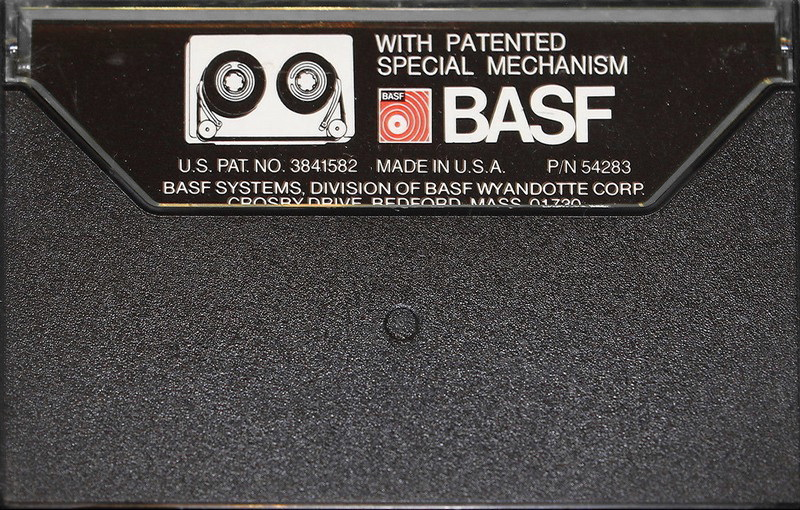 WITH PATENTED
SPECIAL MECHANISM
BASF BASF
U.S. PAT. NO. 3841582 MADE IN U.S.A. P/N 54283
BASF SYSTEMS, DIVISION OF BASF WYANDOTTE CORP.
CROSBY DRIVE, BEDFORD, MASS. 01730